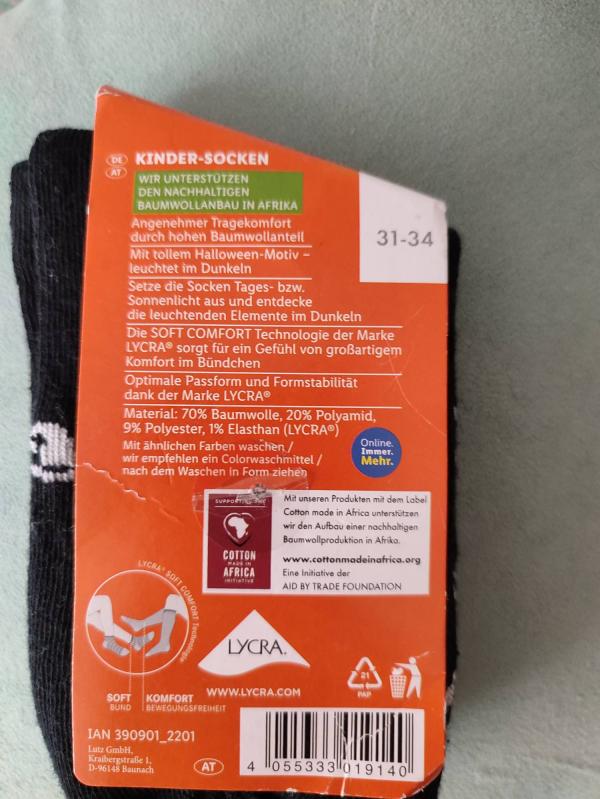 DE
AT
KINDER-SOCKEN
WIR UNTERSTÜTZEN
DEN NACHHALTIGEN
BAUMWOLLANBAU IN AFRIKA
31-34
Angenehmer Tragekomfort
durch hohen Baumwollanteil
Mit tollem Halloween-Motiv –
leuchtet im Dunkeln
Setze die Socken Tages- bzw.
Sonnenlicht aus und entdecke
die leuchtenden Elemente im Dunkeln
Die SOFT COMFORT Technologie der Marke
LYCRA® sorgt für ein Gefühl von großartigem
Komfort im Bündchen
Optimale Passform und Formstabilität
dank der Marke LYCRA®
Material: 70% Baumwolle, 20% Polyamid,
9% Polyester, 1% Elasthan (LYCRA®)
Mit ähnlichen Farben waschen /
wir empfehlen ein Colorwaschmittel /
nach dem Waschen in Form ziehen
Online.
Immer.
Mehr.
SUPPORTING THE
COTTON
MADE IN
AFRICA
INITIATIVE
Mit unseren Produkten mit dem Label
Cotton made in Africa unterstützen
wir den Aufbau einer nachhaltigen
Baumwollproduktion in Afrika.
www.cottonmadeinafrica.org
Eine Initiative der
AID BY TRADE FOUNDATION
LYCRA® SOFT COMFORT Technologie
SOFT
BUND
KOMFORT
BEWEGUNGSFREIHEIT
LYCRA®
WWW.LYCRA.COM
21
PAP
IAN 390901_2201
Lutz GmbH,
Kraibergstraße 1,
D-96148 Baunach
AT
4 055333 019140